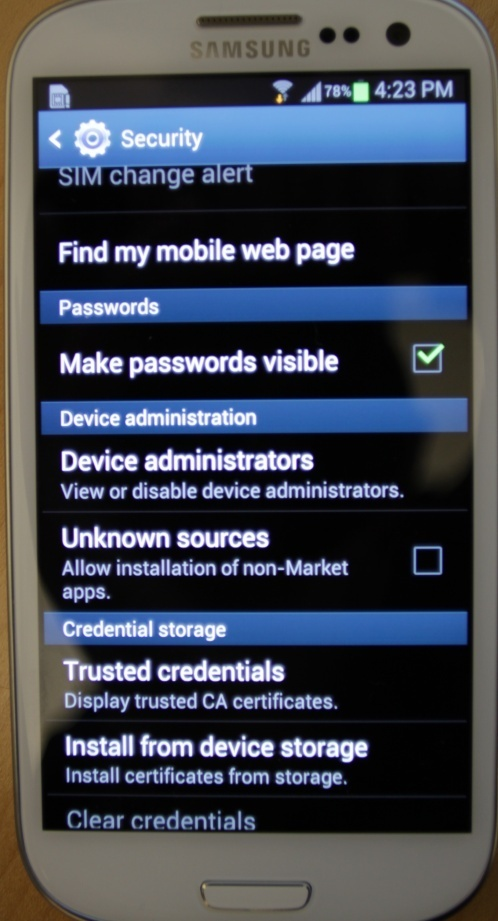 SAMSUNG
78% 4:23 PM
Security
SIM change alert
Find my mobile web page
Passwords
Make passwords visible
Device administration
Device administrators
View or disable device administrators.
Unknown sources
Allow installation of non-Market
apps.
Credential storage
Trusted credentials
Display trusted CA certificates.
Install from device storage
Install certificates from storage.
Clear credentials